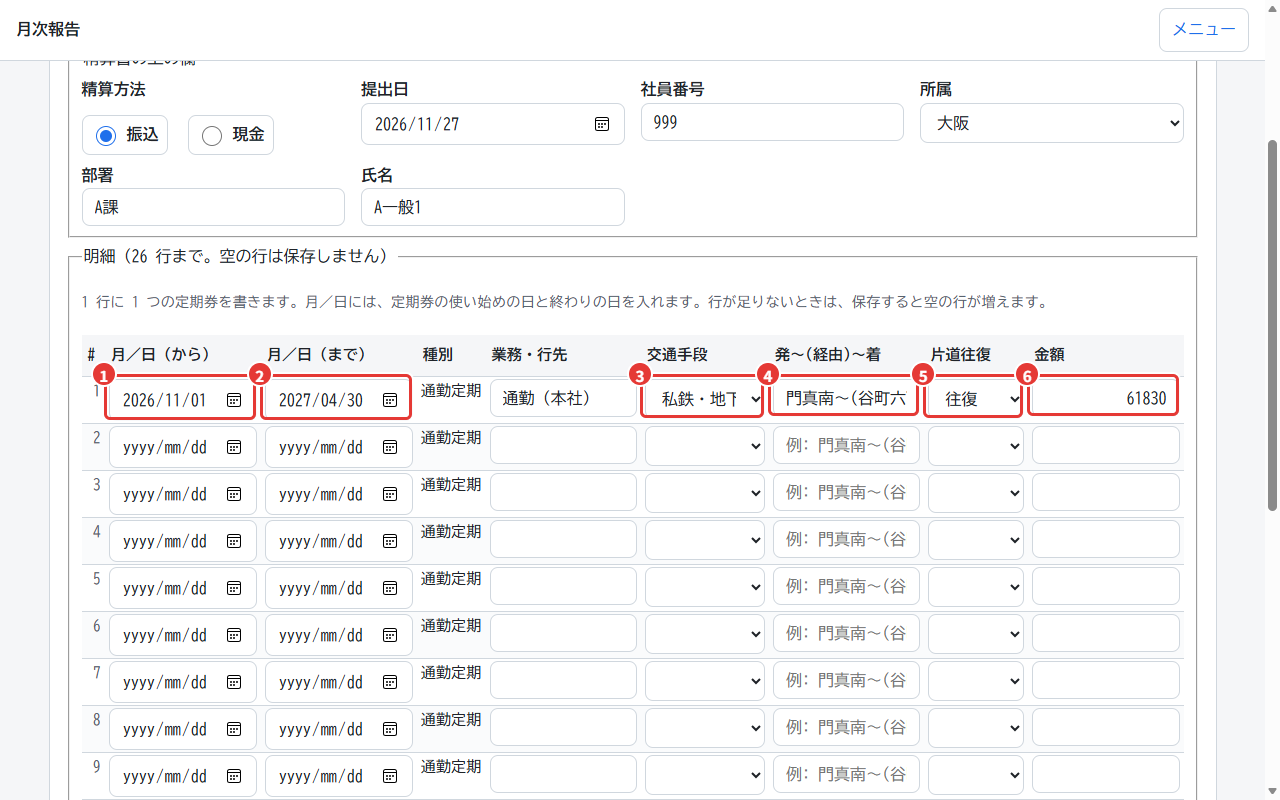 月次報告
メニュー
精算書の上の欄
精算方法 提出日 社員番号 所属
振込 現金 2026/11/27 999 大阪
部署 氏名
A課 A一般1
明細（26 行まで。空の行は保存しません）
1 行に 1 つの定期券を書きます。月／日には、定期券の使い始めの日と終わりの日を入れます。行が足りないときは、保存すると空の行が増えます。
# 月／日（から） 月／日（まで） 種別 業務・行先 交通手段 発〜(経由)〜着 片道往復 金額
1 2 3 4 5 6
1 2026/11/01 2027/04/30 通勤定期 通勤（本社） 私鉄・地下 門真南〜(谷町六 往復 61830
2 yyyy/mm/dd yyyy/mm/dd 通勤定期 例: 門真南〜(谷
3 yyyy/mm/dd yyyy/mm/dd 通勤定期 例: 門真南〜(谷
4 yyyy/mm/dd yyyy/mm/dd 通勤定期 例: 門真南〜(谷
5 yyyy/mm/dd yyyy/mm/dd 通勤定期 例: 門真南〜(谷
6 yyyy/mm/dd yyyy/mm/dd 通勤定期 例: 門真南〜(谷
7 yyyy/mm/dd yyyy/mm/dd 通勤定期 例: 門真南〜(谷
8 yyyy/mm/dd yyyy/mm/dd 通勤定期 例: 門真南〜(谷
9 yyyy/mm/dd yyyy/mm/dd 通勤定期 例: 門真南〜(谷